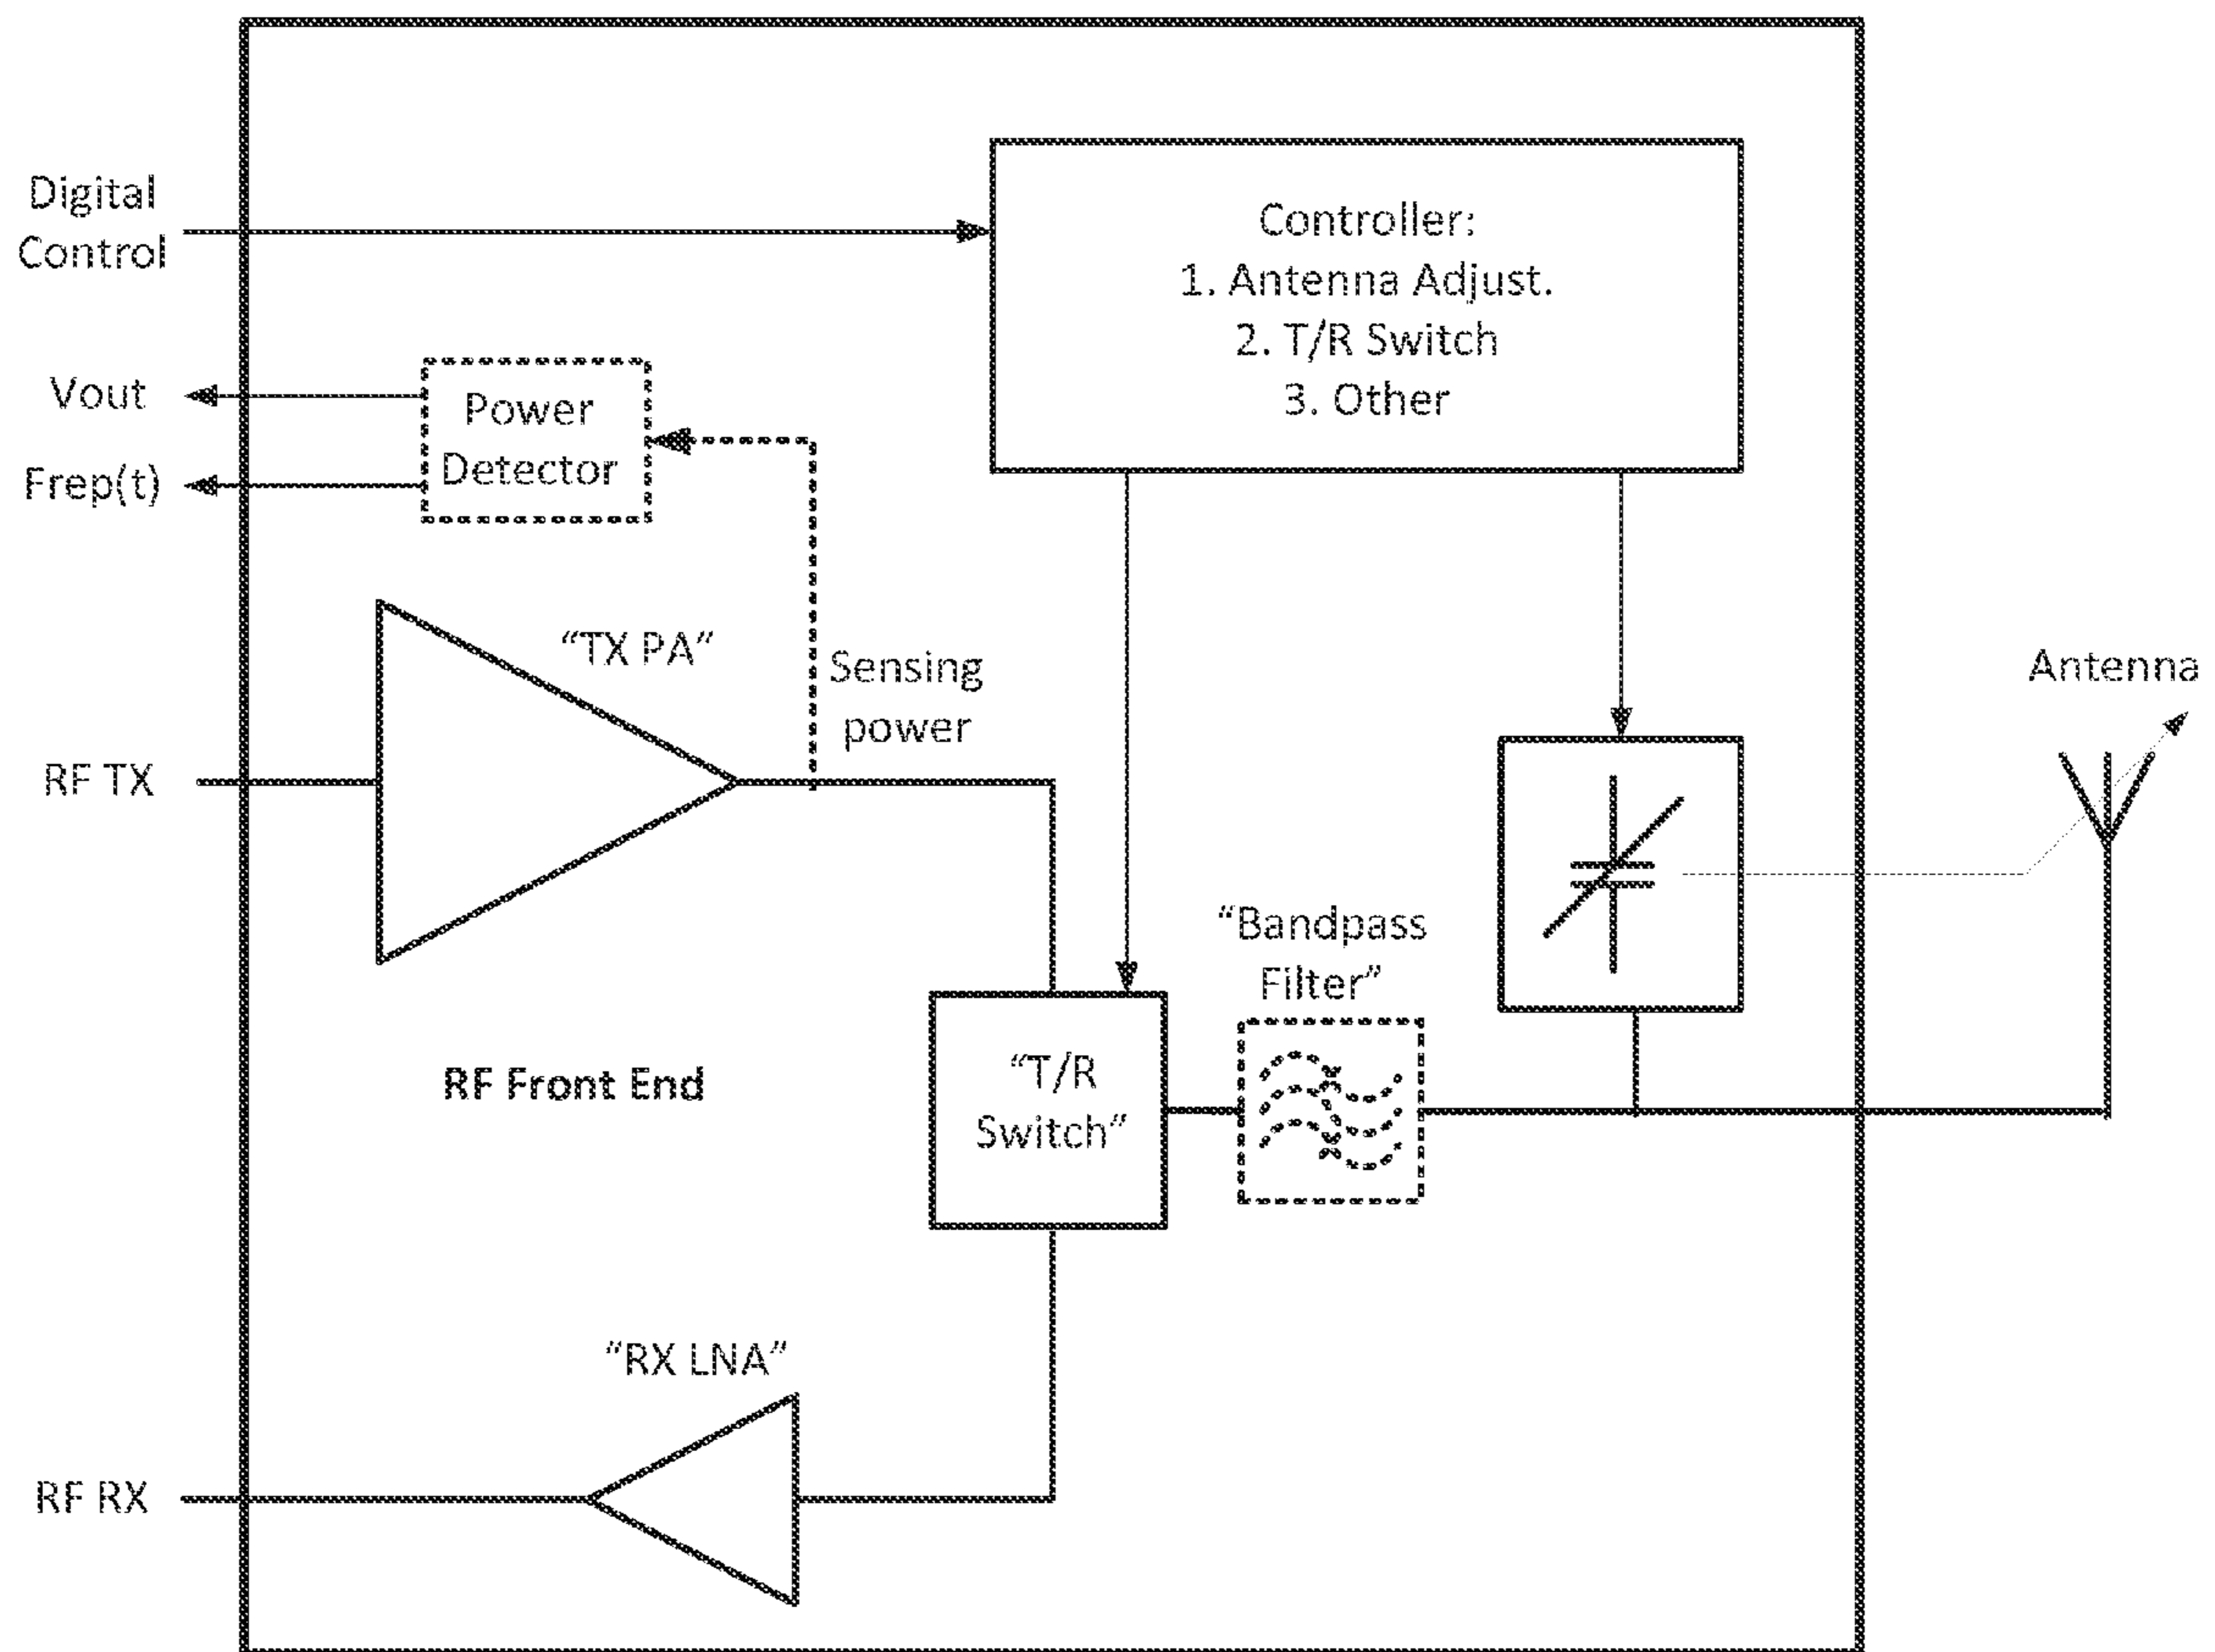 Digital
Control
Controller:
1. Antenna Adjust.
2. T/R Switch
3. Other
Vout
Frep(t)
Power
Detector
“TX PA”
Sensing
power
Antenna
RF TX
“Bandpass
Filter”
RF Front End
“T/R
Switch”
“RX LNA”
RF RX